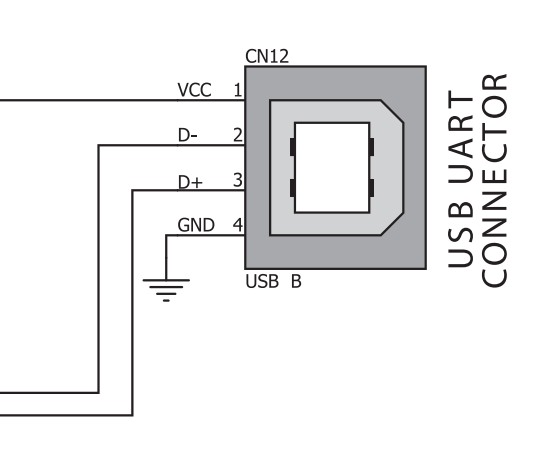 CN12
VCC 1
D- 2
D+ 3
GND 4
USB B
USB UART
CONNECTOR